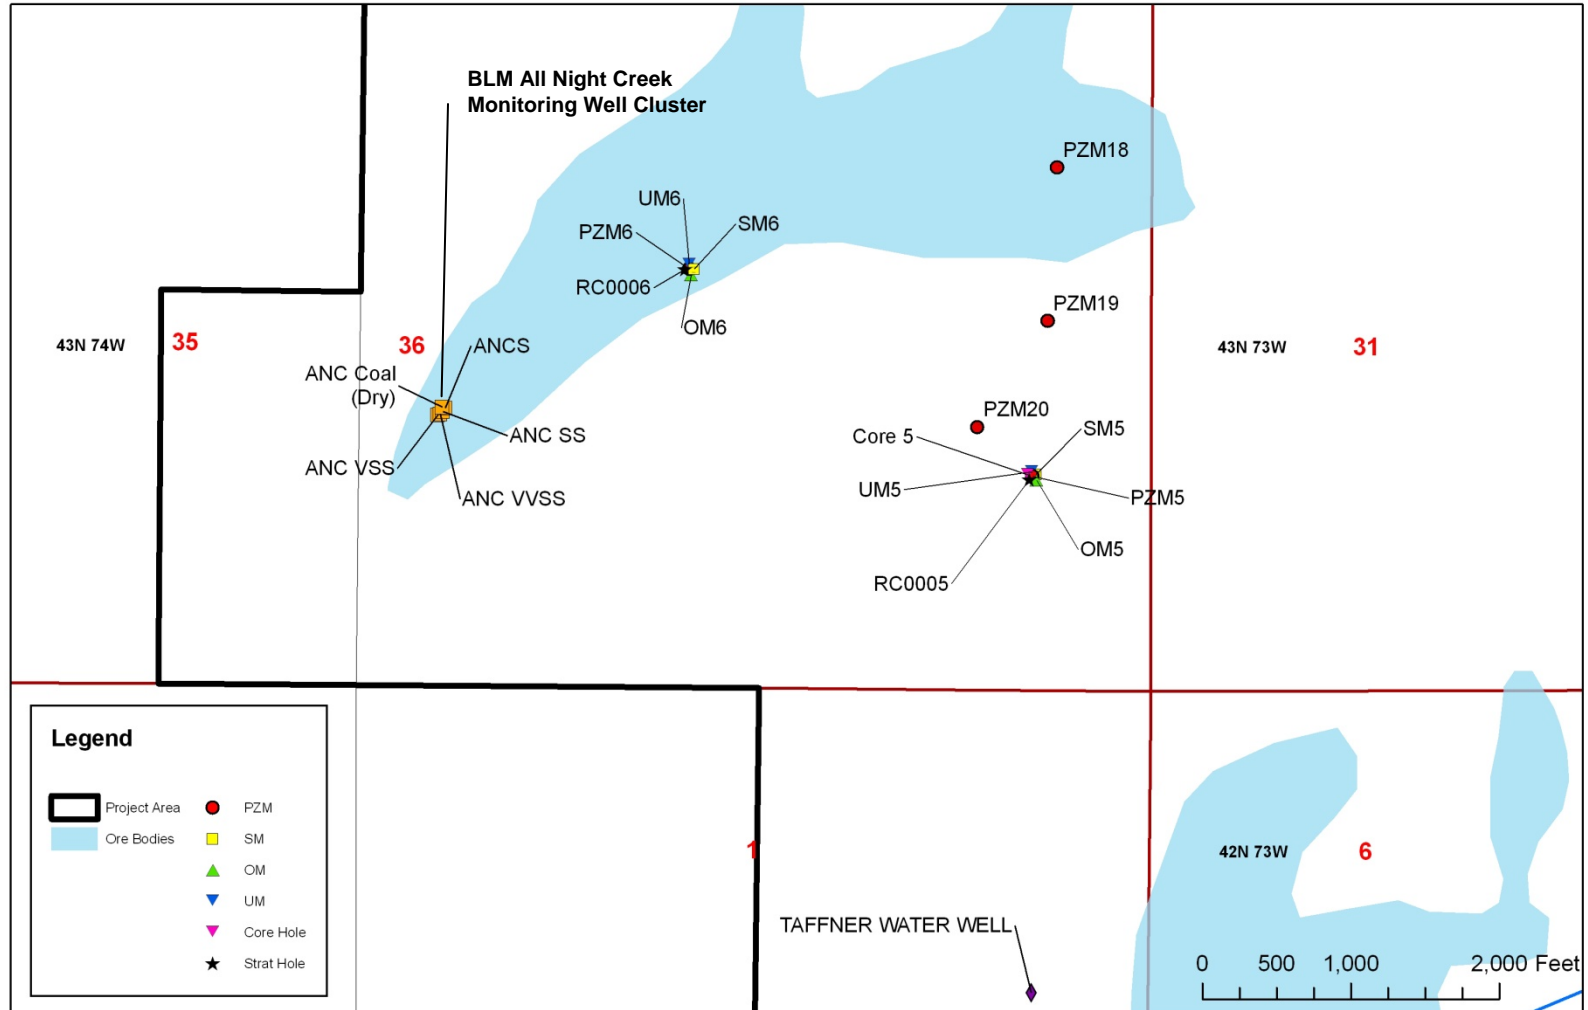 BLM All Night Creek
Monitoring Well Cluster
PZM18
UM6
SM6
PZM6
RC0006
OM6
PZM19
43N 74W
35
36
ANCS
43N 73W
31
ANC Coal
(Dry)
PZM20
ANC SS
Core 5
SM5
ANC VSS
ANC VVSS
UM5
PZM5
OM5
RC0005
Legend
Project Area
PZM
Ore Bodies
SM
OM
UM
Core Hole
Strat Hole
1
42N 73W
6
TAFFNER WATER WELL
0 500 1,000 2,000 Feet